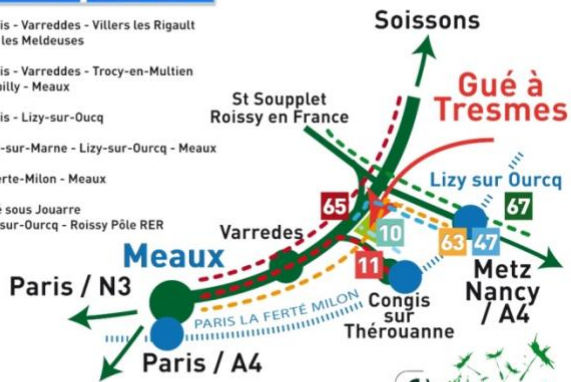 is - Varreddes - Villers les Rigault
les Meldeuses
is - Varreddes - Trocy-en-Multien
illy - Meaux
is - Lizy-sur-Oucq
-sur-Marne - Lizy-sur-Ourcq - Meaux
erte-Milon - Meaux
sous Jouarre
sur-Ourcq - Roissy Pôle RER
Soissons
Gué à
Tresmes
St Soupplet
Roissy en France
Lizy sur Ourcq
65
67
10
63
47
11
Varredes
Meaux
Paris / N3
Metz
Nancy
/ A4
Congis
sur
Thérouanne
PARIS LA FERTÉ MILON
Paris / A4